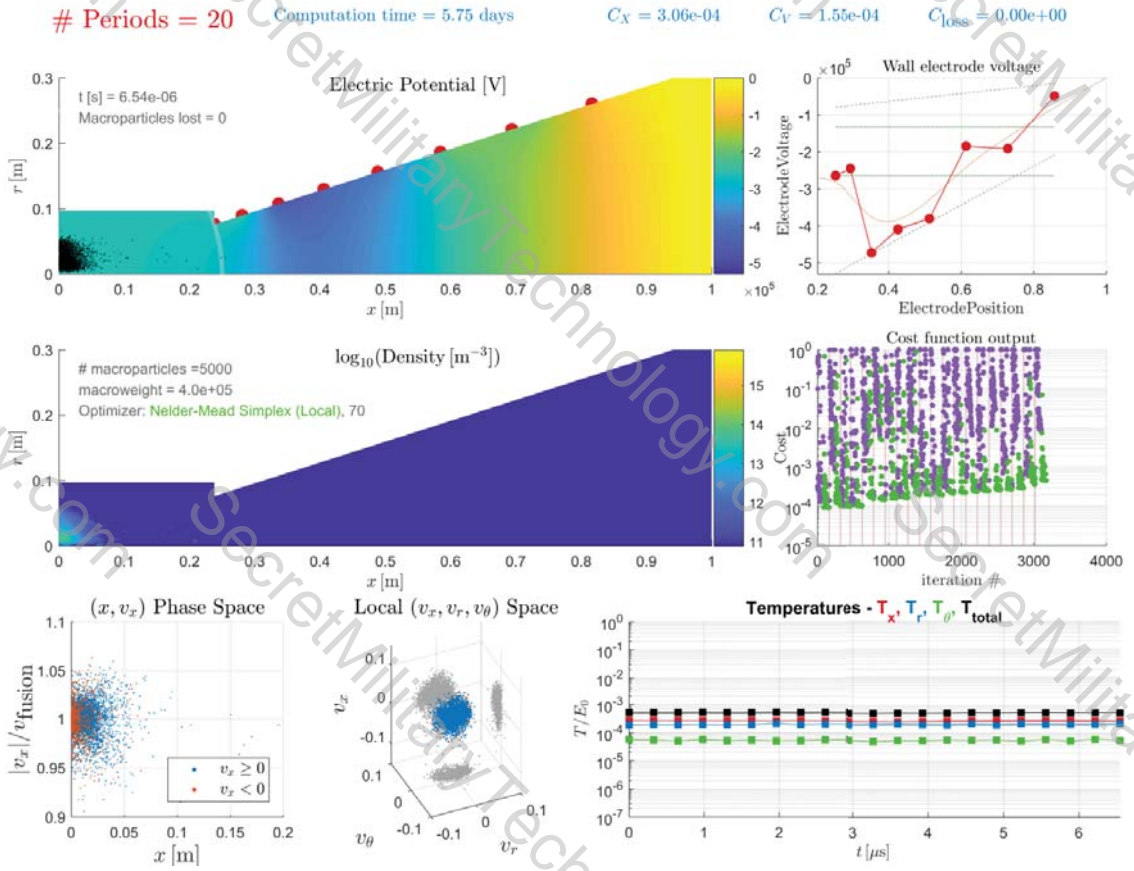 # Periods = 20
Computation time = 5.75 days
C_X = 3.06e-04
C_V = 1.55e-04
C_loss = 0.00e+00
Electric Potential [V]
t [s] = 6.54e-06
Macroparticles lost = 0
0.3
0.2
0.1
0
r [m]
0 0.1 0.2 0.3 0.4 0.5 0.6 0.7 0.8 0.9 1
x [m]
0
-1
-2
-3
-4
-5
×10^5
Wall electrode voltage
×10^5
0
-1
-2
-3
-4
-5
ElectrodeVoltage
0.2 0.4 0.6 0.8 1.0
ElectrodePosition
log10(Density [m^-3])
# macroparticles =5000
macroweight = 4.0e+05
Optimizer: Nelder-Mead Simplex (Local), 70
0.3
0.2
0.1
0
r [m]
0 0.1 0.2 0.3 0.4 0.5 0.6 0.7 0.8 0.9 1
x [m]
15
14
13
12
11
Cost function output
10^0
10^-1
10^-2
10^-3
10^-4
10^-5
Cost
0 1000 2000 3000 4000
iteration #
(x, v_x) Phase Space
1.1
1.05
1
0.95
0.9
|v_x|/v_fusion
v_x ≥ 0
v_x < 0
0 0.05 0.1 0.15 0.2
x [m]
Local (v_x, v_r, v_θ) Space
0.1
0
-0.1
v_x
0.1
0
-0.1
v_θ
-0.1
0
0.1
v_r
Temperatures - T_x, T_r, T_θ, T_total
10^0
10^-1
10^-2
10^-3
10^-4
10^-5
10^-6
10^-7
T/E_0
0 1 2 3 4 5 6
t [μs]
SecretMilitaryTechnology.com